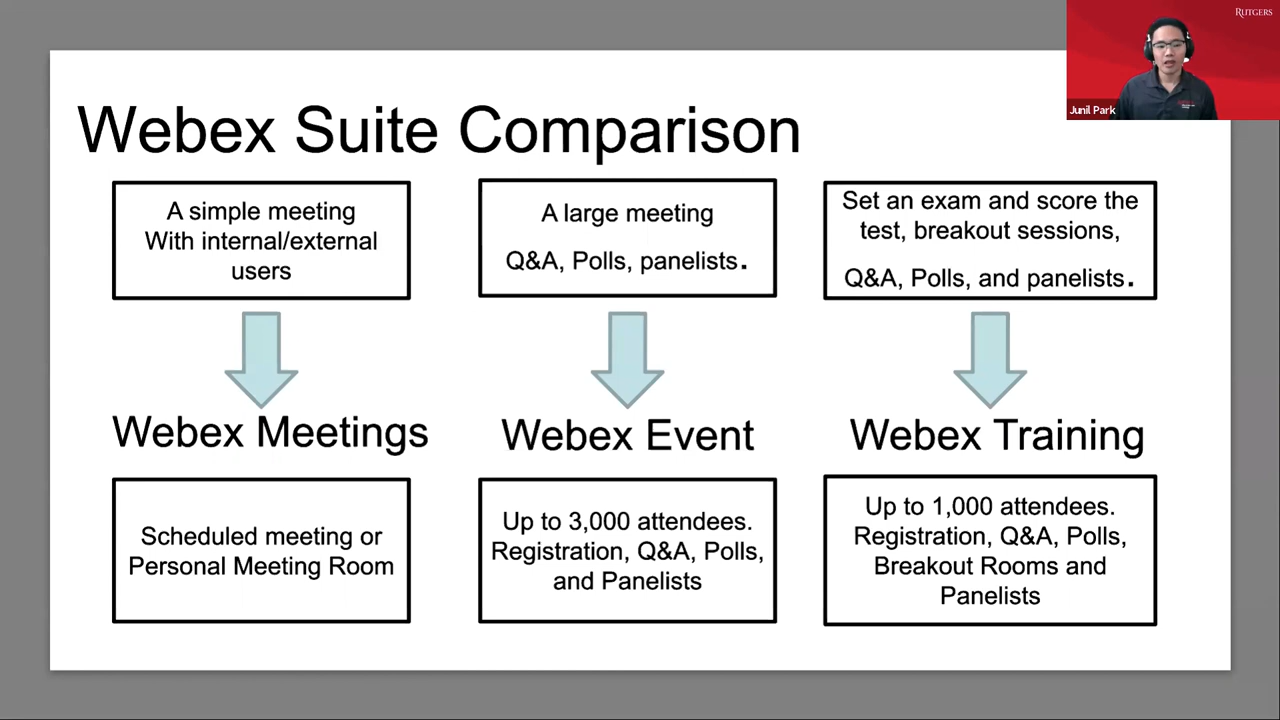 RUTGERS
Junil Park
Webex Suite Comparison
A simple meeting
With internal/external
users
A large meeting
Q&A, Polls, panelists.
Set an exam and score the
test, breakout sessions,
Q&A, Polls, and panelists.
Webex Meetings
Webex Event
Webex Training
Scheduled meeting or
Personal Meeting Room
Up to 3,000 attendees.
Registration, Q&A, Polls,
and Panelists
Up to 1,000 attendees.
Registration, Q&A, Polls,
Breakout Rooms and
Panelists